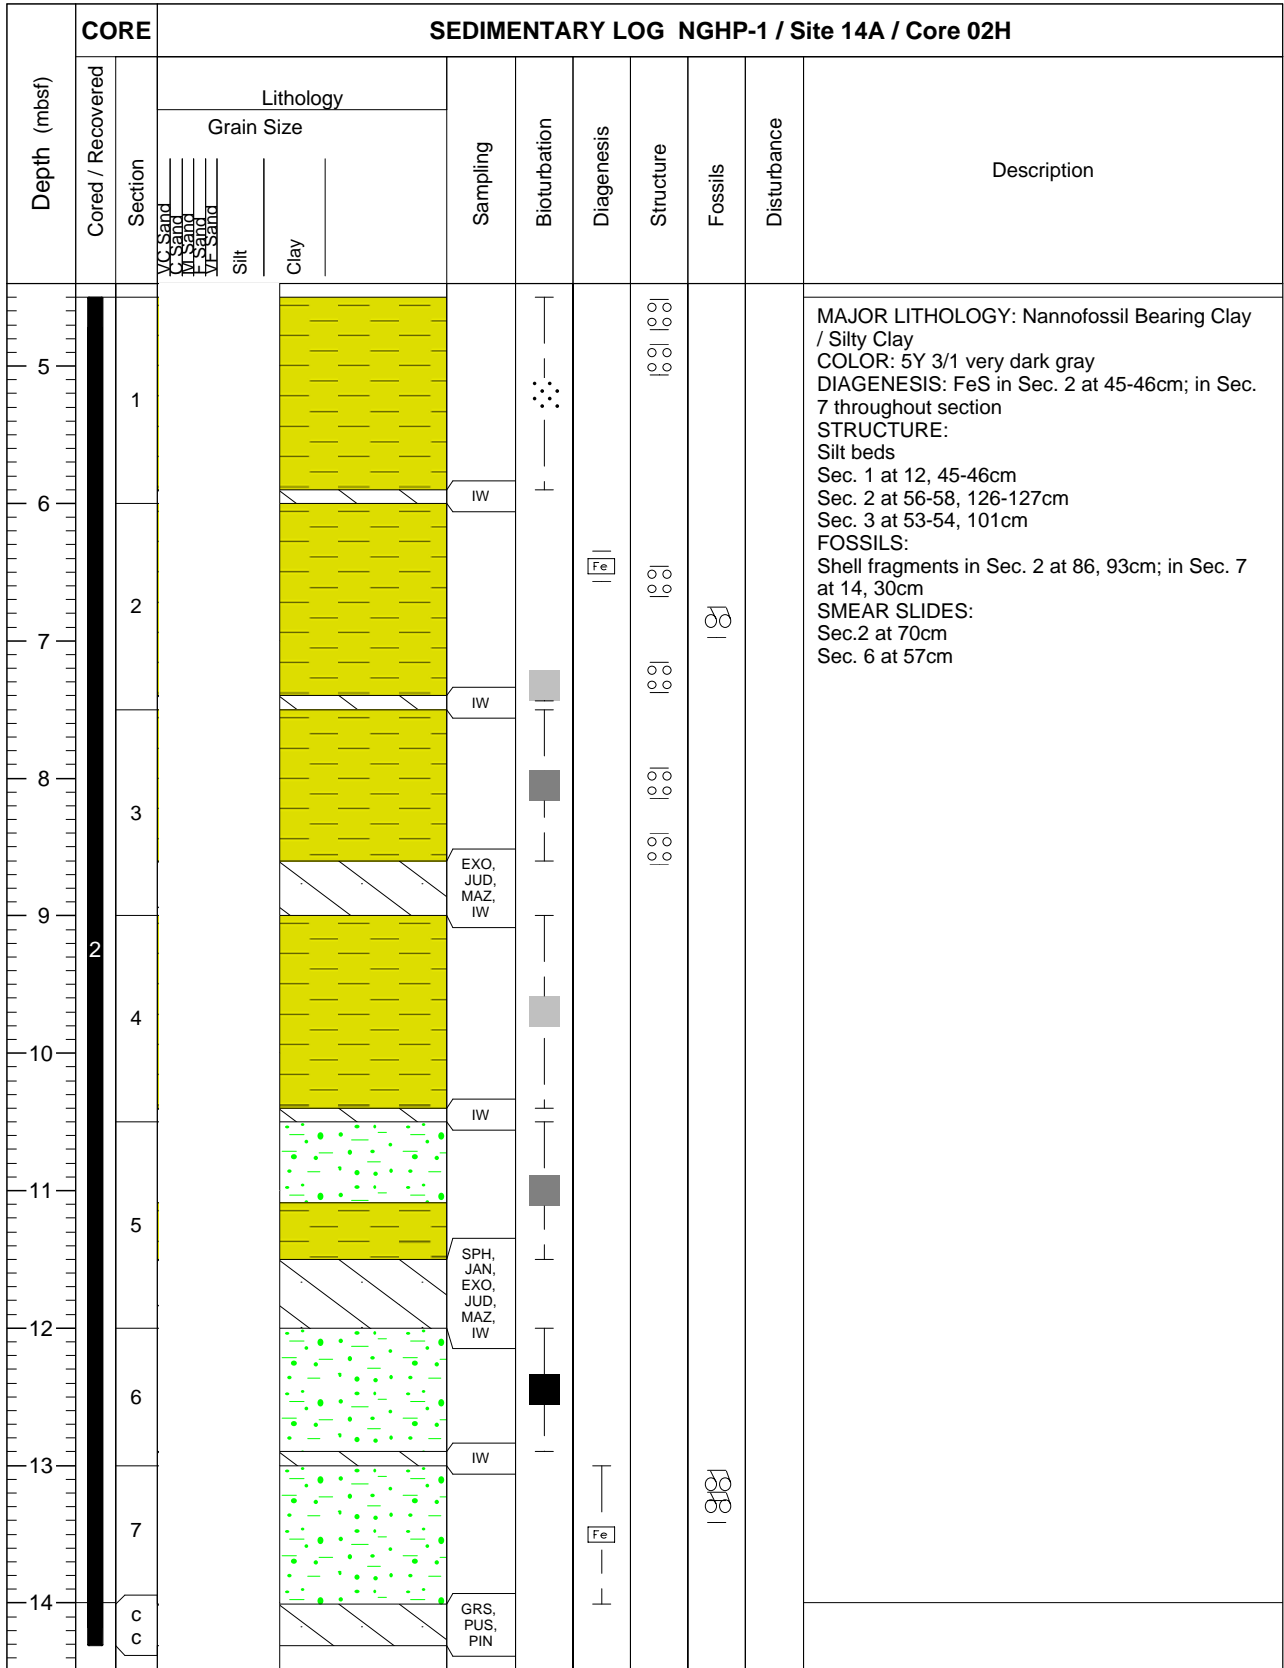 CORE
SEDIMENTARY LOG NGHP-1 / Site 14A / Core 02H
Depth (mbsf)
Cored / Recovered
Section
Lithology
Grain Size
VC Sand
C Sand
M Sand
F Sand
VF Sand
Silt
Clay
Sampling
Bioturbation
Diagenesis
Structure
Fossils
Disturbance
Description
MAJOR LITHOLOGY: Nannofossil Bearing Clay
/ Silty Clay
COLOR: 5Y 3/1 very dark gray
DIAGENESIS: FeS in Sec. 2 at 45-46cm; in Sec.
7 throughout section
STRUCTURE:
Silt beds
Sec. 1 at 12, 45-46cm
Sec. 2 at 56-58, 126-127cm
Sec. 3 at 53-54, 101cm
FOSSILS:
Shell fragments in Sec. 2 at 86, 93cm; in Sec. 7
at 14, 30cm
SMEAR SLIDES:
Sec.2 at 70cm
Sec. 6 at 57cm
5
1
6
IW
Fe
2
7
IW
8
3
EXO,
JUD,
MAZ,
IW
9
2
4
10
IW
11
5
SPH,
JAN,
EXO,
JUD,
MAZ,
IW
12
6
13
IW
7
Fe
14
C
C
GRS,
PUS,
PIN